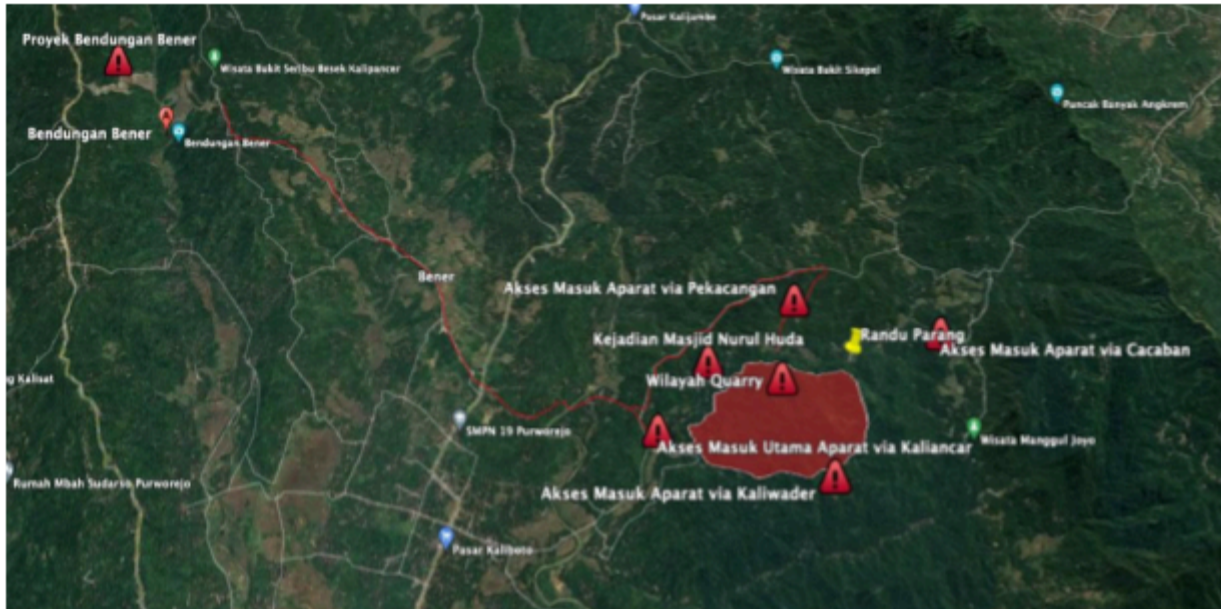 Pasar Kalijambe
Proyek Bendungan Bener
Wisata Bukit Seribu Besek Kalipancer
Wisata Bukit Sikepel
Puncak Banyak Angkrem
Bendungan Bener
Bendungan Bener
Bener
Akses Masuk Aparat via Pekacangan
Kejadian Masjid Nurul Huda
Randu Parang
Akses Masuk Aparat via Cacaban
Wilayah Quarry
g Kalisat
SMPN 19 Purworejo
Akses Masuk Utama Aparat via Kaliancar
Wisata Manggul Joyo
Rumah Mbah Sudarso Purworejo
Akses Masuk Aparat via Kaliwader
Pasar Kaliboto